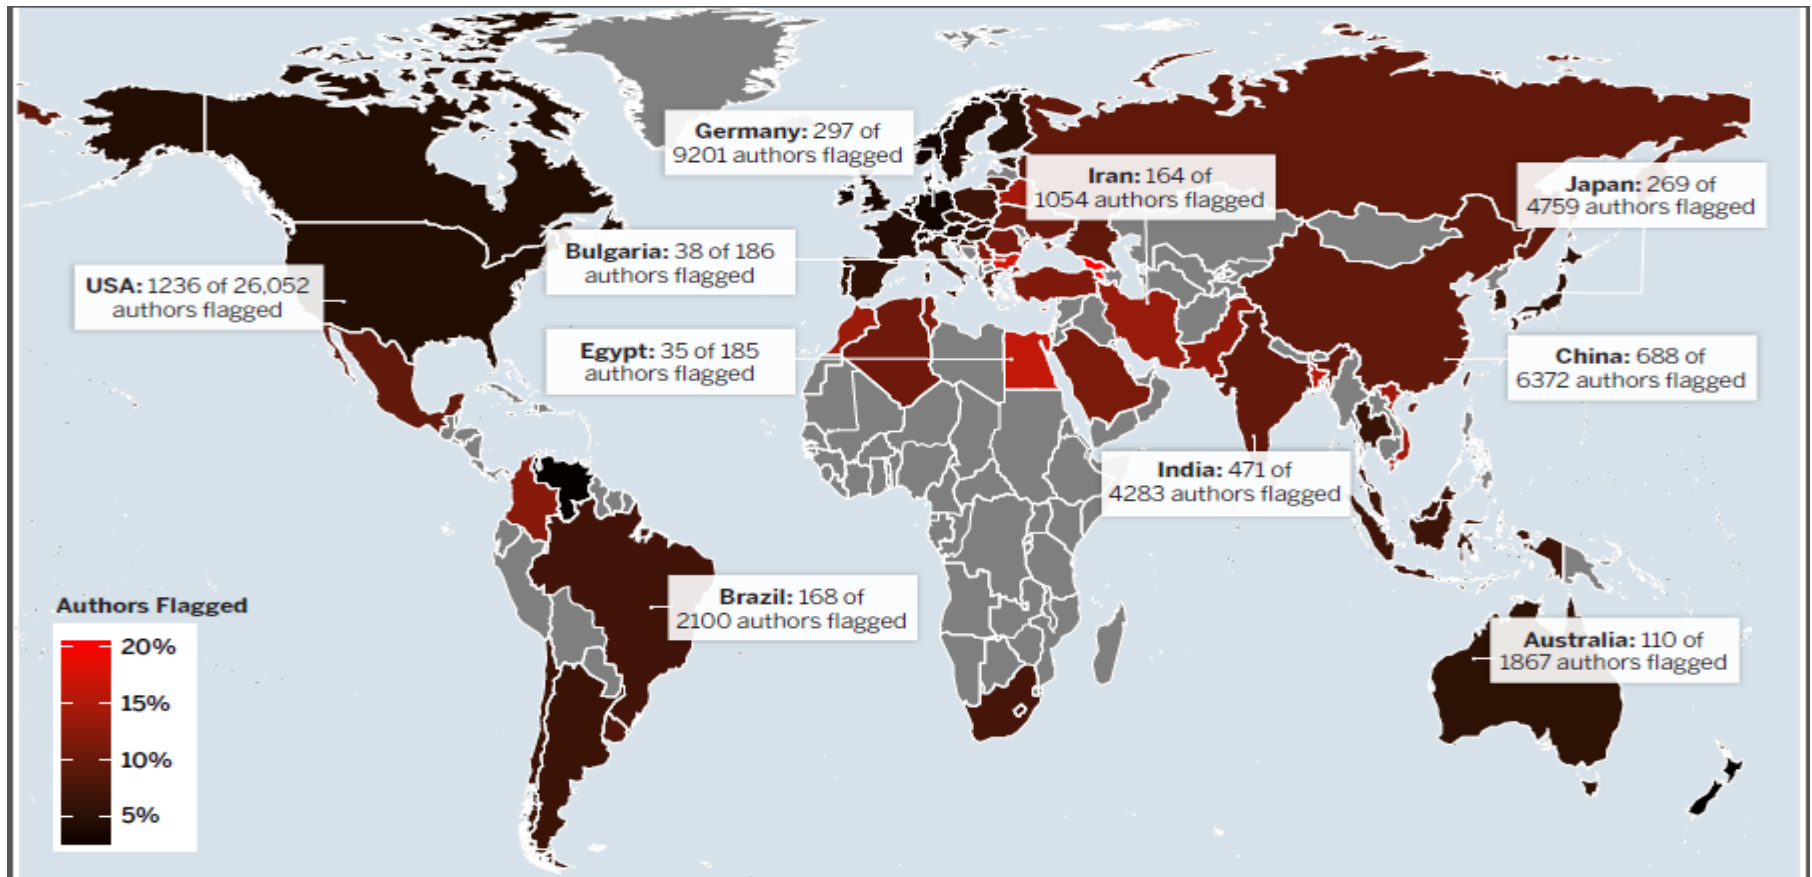 Germany: 297 of
9201 authors flagged
Iran: 164 of
1054 authors flagged
Japan: 269 of
4759 authors flagged
Bulgaria: 38 of 186
authors flagged
USA: 1236 of 26,052
authors flagged
Egypt: 35 of 185
authors flagged
China: 688 of
6372 authors flagged
India: 471 of
4283 authors flagged
Brazil: 168 of
2100 authors flagged
Australia: 110 of
1867 authors flagged
Authors Flagged
20%
15%
10%
5%